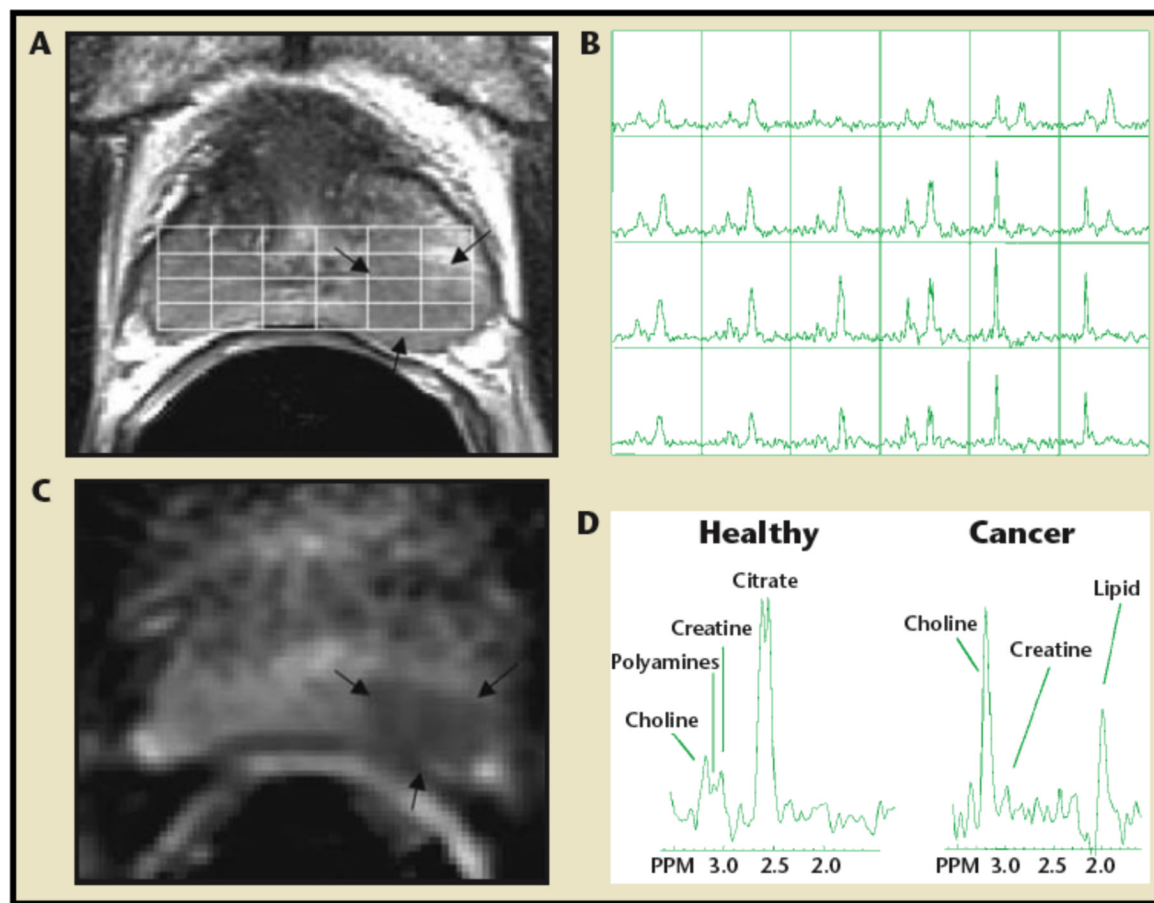 A
B
C
D
Healthy
Cancer
Citrate
Creatine
Polyamines
Choline
PPM 3.0 2.5 2.0
Lipid
Choline
Creatine
PPM 3.0 2.5 2.0